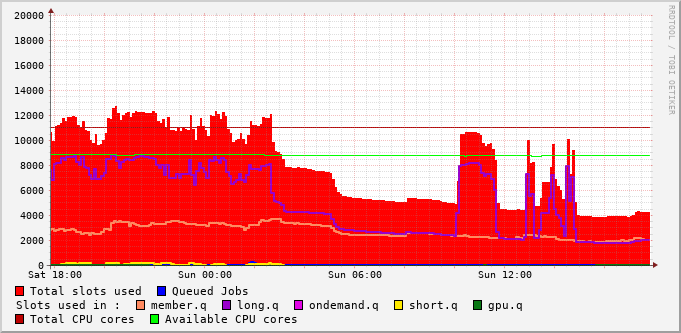 20000
18000
16000
14000
12000
10000
8000
6000
4000
2000
0
Sat 18:00 Sun 00:00 Sun 06:00 Sun 12:00
Total slots used Queued Jobs
Slots used in : member.q long.q ondemand.q short.q gpu.q
Total CPU cores Available CPU cores
RRDTOOL / TOBI OETIKER